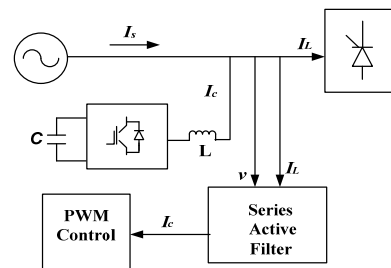 Is
IL
Ic
C
L
v
IL
PWM
Control
Ic
Series
Active
Filter